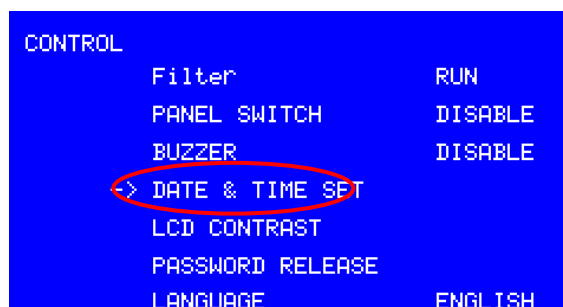 CONTROL
Filter RUN
PANEL SWITCH DISABLE
BUZZER DISABLE
-> DATE & TIME SET
LCD CONTRAST
PASSWORD RELEASE
LANGUAGE ENGLISH